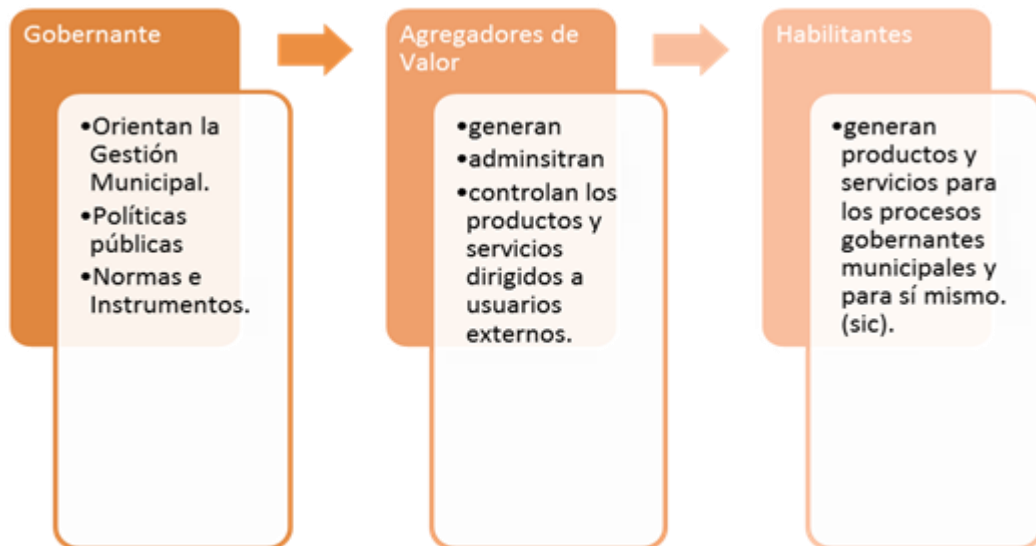 Gobernante
•Orientan la
Gestión
Municipal.
•Políticas
públicas
•Normas e
Instrumentos.
Agregadores de
Valor
•generan
•adminsitran
•controlan los
productos y
servicios
dirigidos a
usuarios
externos.
Habilitantes
•generan
productos y
servicios para
los procesos
gobernantes
municipales y
para sí mismo.
(sic).